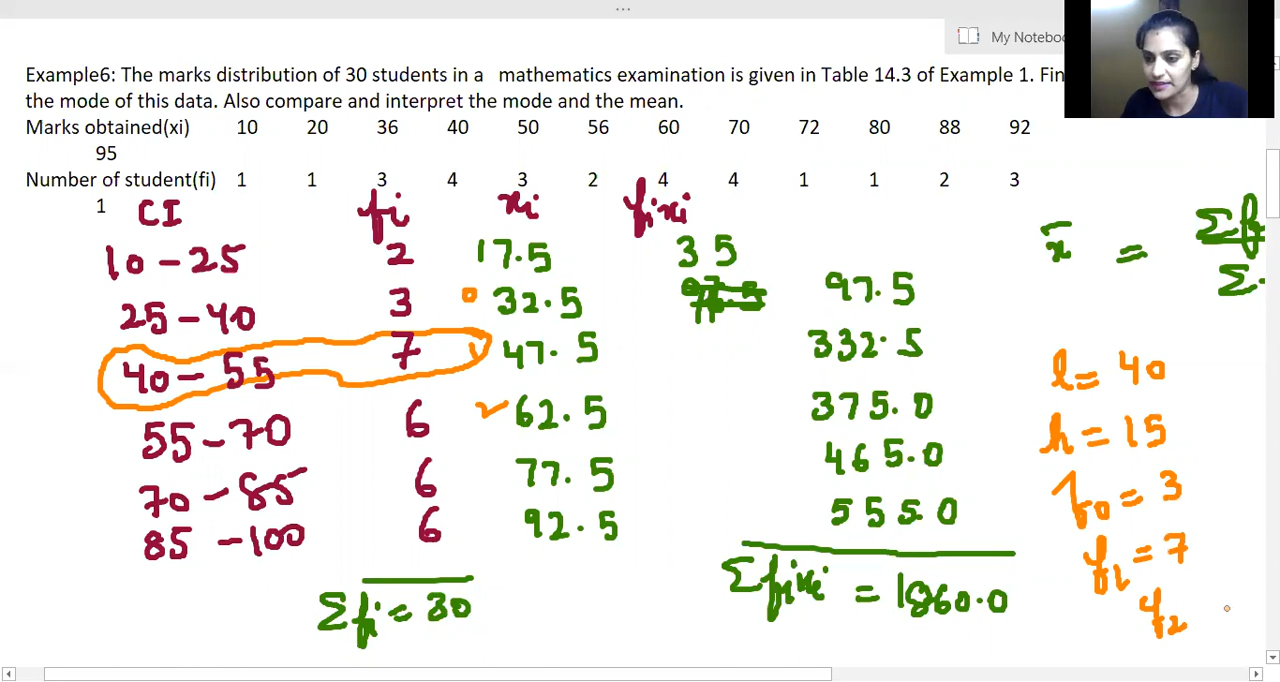 ...
My Notebo
Example6: The marks distribution of 30 students in a mathematics examination is given in Table 14.3 of Example 1. Fin
the mode of this data. Also compare and interpret the mode and the mean.
Marks obtained(xi) 10 20 36 40 50 56 60 70 72 80 88 92
95
Number of student(fi) 1 1 3 4 3 2 4 4 1 1 2 3
1
CI fi xi fixi
10-25 2 17.5 35
25-40 3 32.5 97.5
40-55 7 47.5 332.5
55-70 6 62.5 375.0
70-85 6 77.5 465.0
85-100 6 92.5 555.0
Σfi = 30 Σfixi = 1860.0
x̄ = Σf
Σ
l = 40
h = 15
f0 = 3
f1 = 7
f2